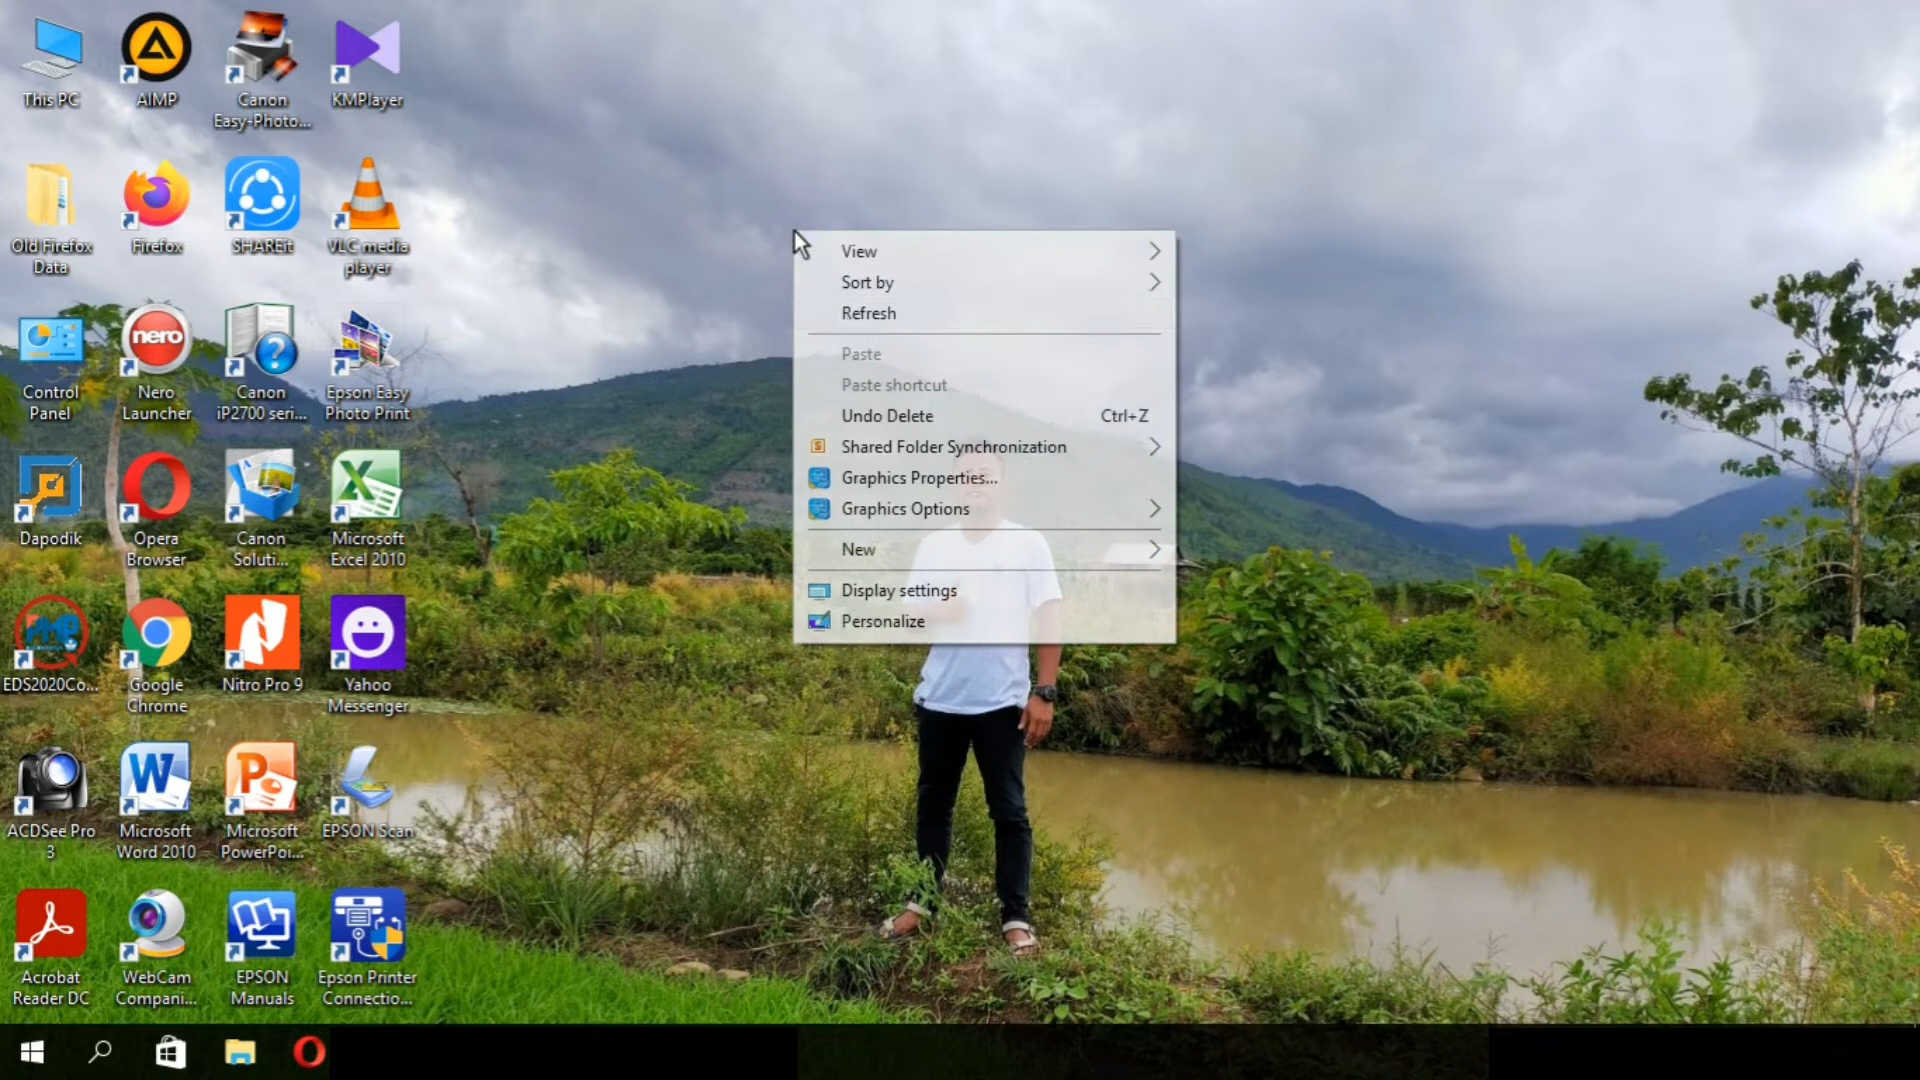 This PC
AIMP
Canon
Easy-Photo...
KMPlayer
Old Firefox
Data
Firefox
SHAREit
VLC media
player
Control
Panel
nero
Nero
Launcher
Canon
iP2700 seri...
Epson Easy
Photo Print
Dapodik
Opera
Browser
Canon
Soluti...
Microsoft
Excel 2010
EDS2020Co...
Google
Chrome
Nitro Pro 9
Yahoo
Messenger
ACDSee Pro
3
Microsoft
Word 2010
Microsoft
PowerPoi...
EPSON Scan
Acrobat
Reader DC
WebCam
Compani...
EPSON
Manuals
Epson Printer
Connectio...
View
Sort by
Refresh
Paste
Paste shortcut
Undo Delete Ctrl+Z
Shared Folder Synchronization
Graphics Properties...
Graphics Options
New
Display settings
Personalize